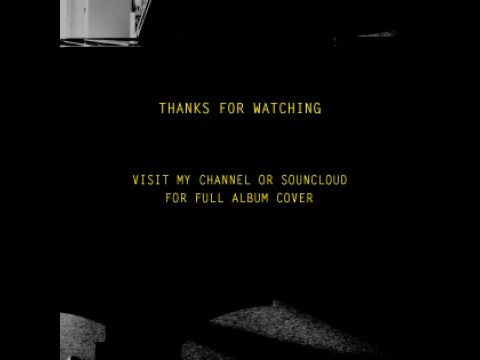 THANKS FOR WATCHING
VISIT MY CHANNEL OR SOUNCLOUD
FOR FULL ALBUM COVER